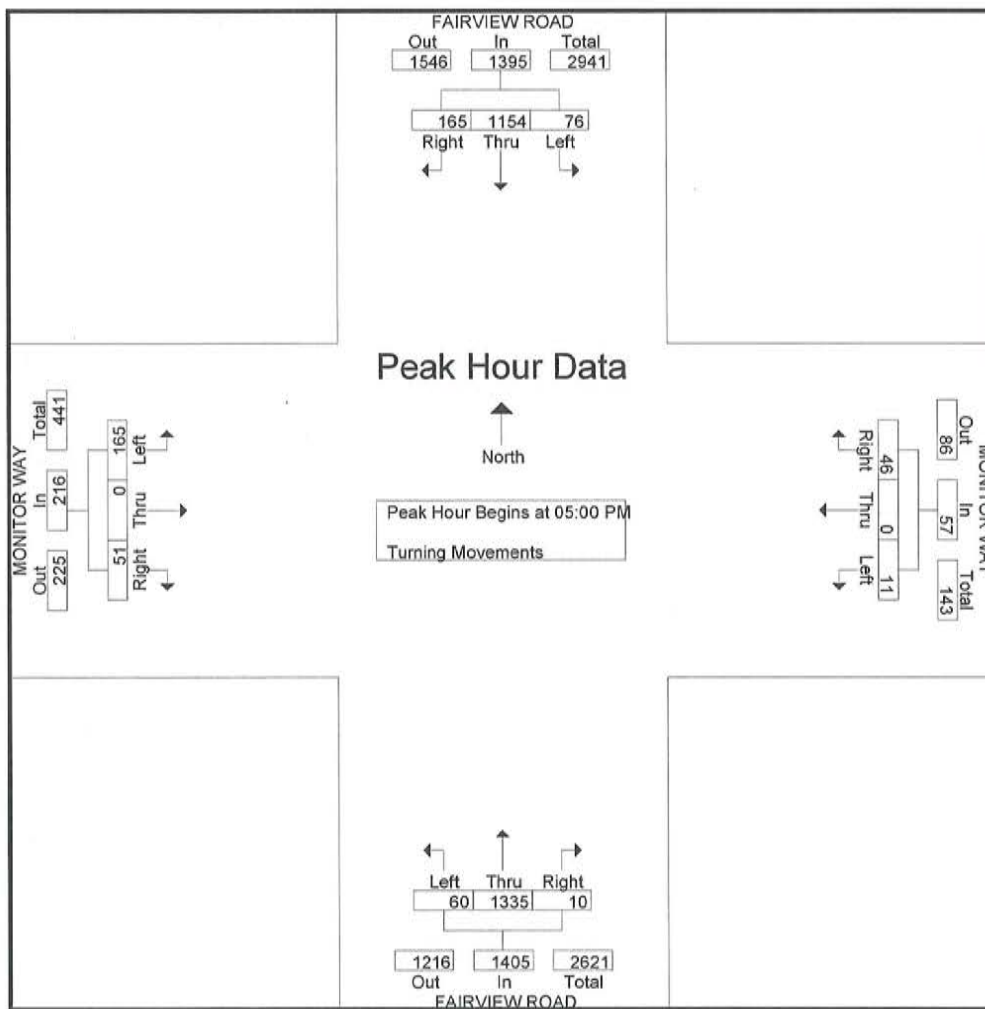 FAIRVIEW ROAD
Out In Total
1546 1395 2941
165 1154 76
Right Thru Left
Peak Hour Data
North
Peak Hour Begins at 05:00 PM
Turning Movements
MONITOR WAY
Out In Total
225 216 441
51 0 165
Right Thru Left
Right Thru Left
46 0 11
86 57 143
Out In Total
MONITOR WAY
Left Thru Right
60 1335 10
1216 1405 2621
Out In Total
FAIRVIEW ROAD